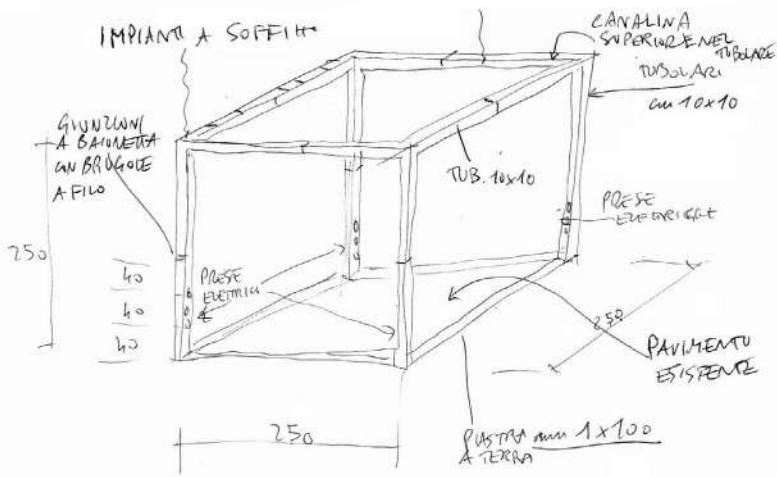 IMPIANTI A SOFFITTO
CANALINA
SUPERIORE NEL
TUBOLARE
TUBOLARI
cm 10x10
GIUNZIONI
A BAIONETTA
CON BRUGOLE
A FILO
TUB. 10x10
PRESE
ELETTRICHE
250
40
40
40
PRESE
ELETTRICHE
250
PAVIMENTO
ESISTENTE
250
PIASTRA mm 1x100
A TERRA